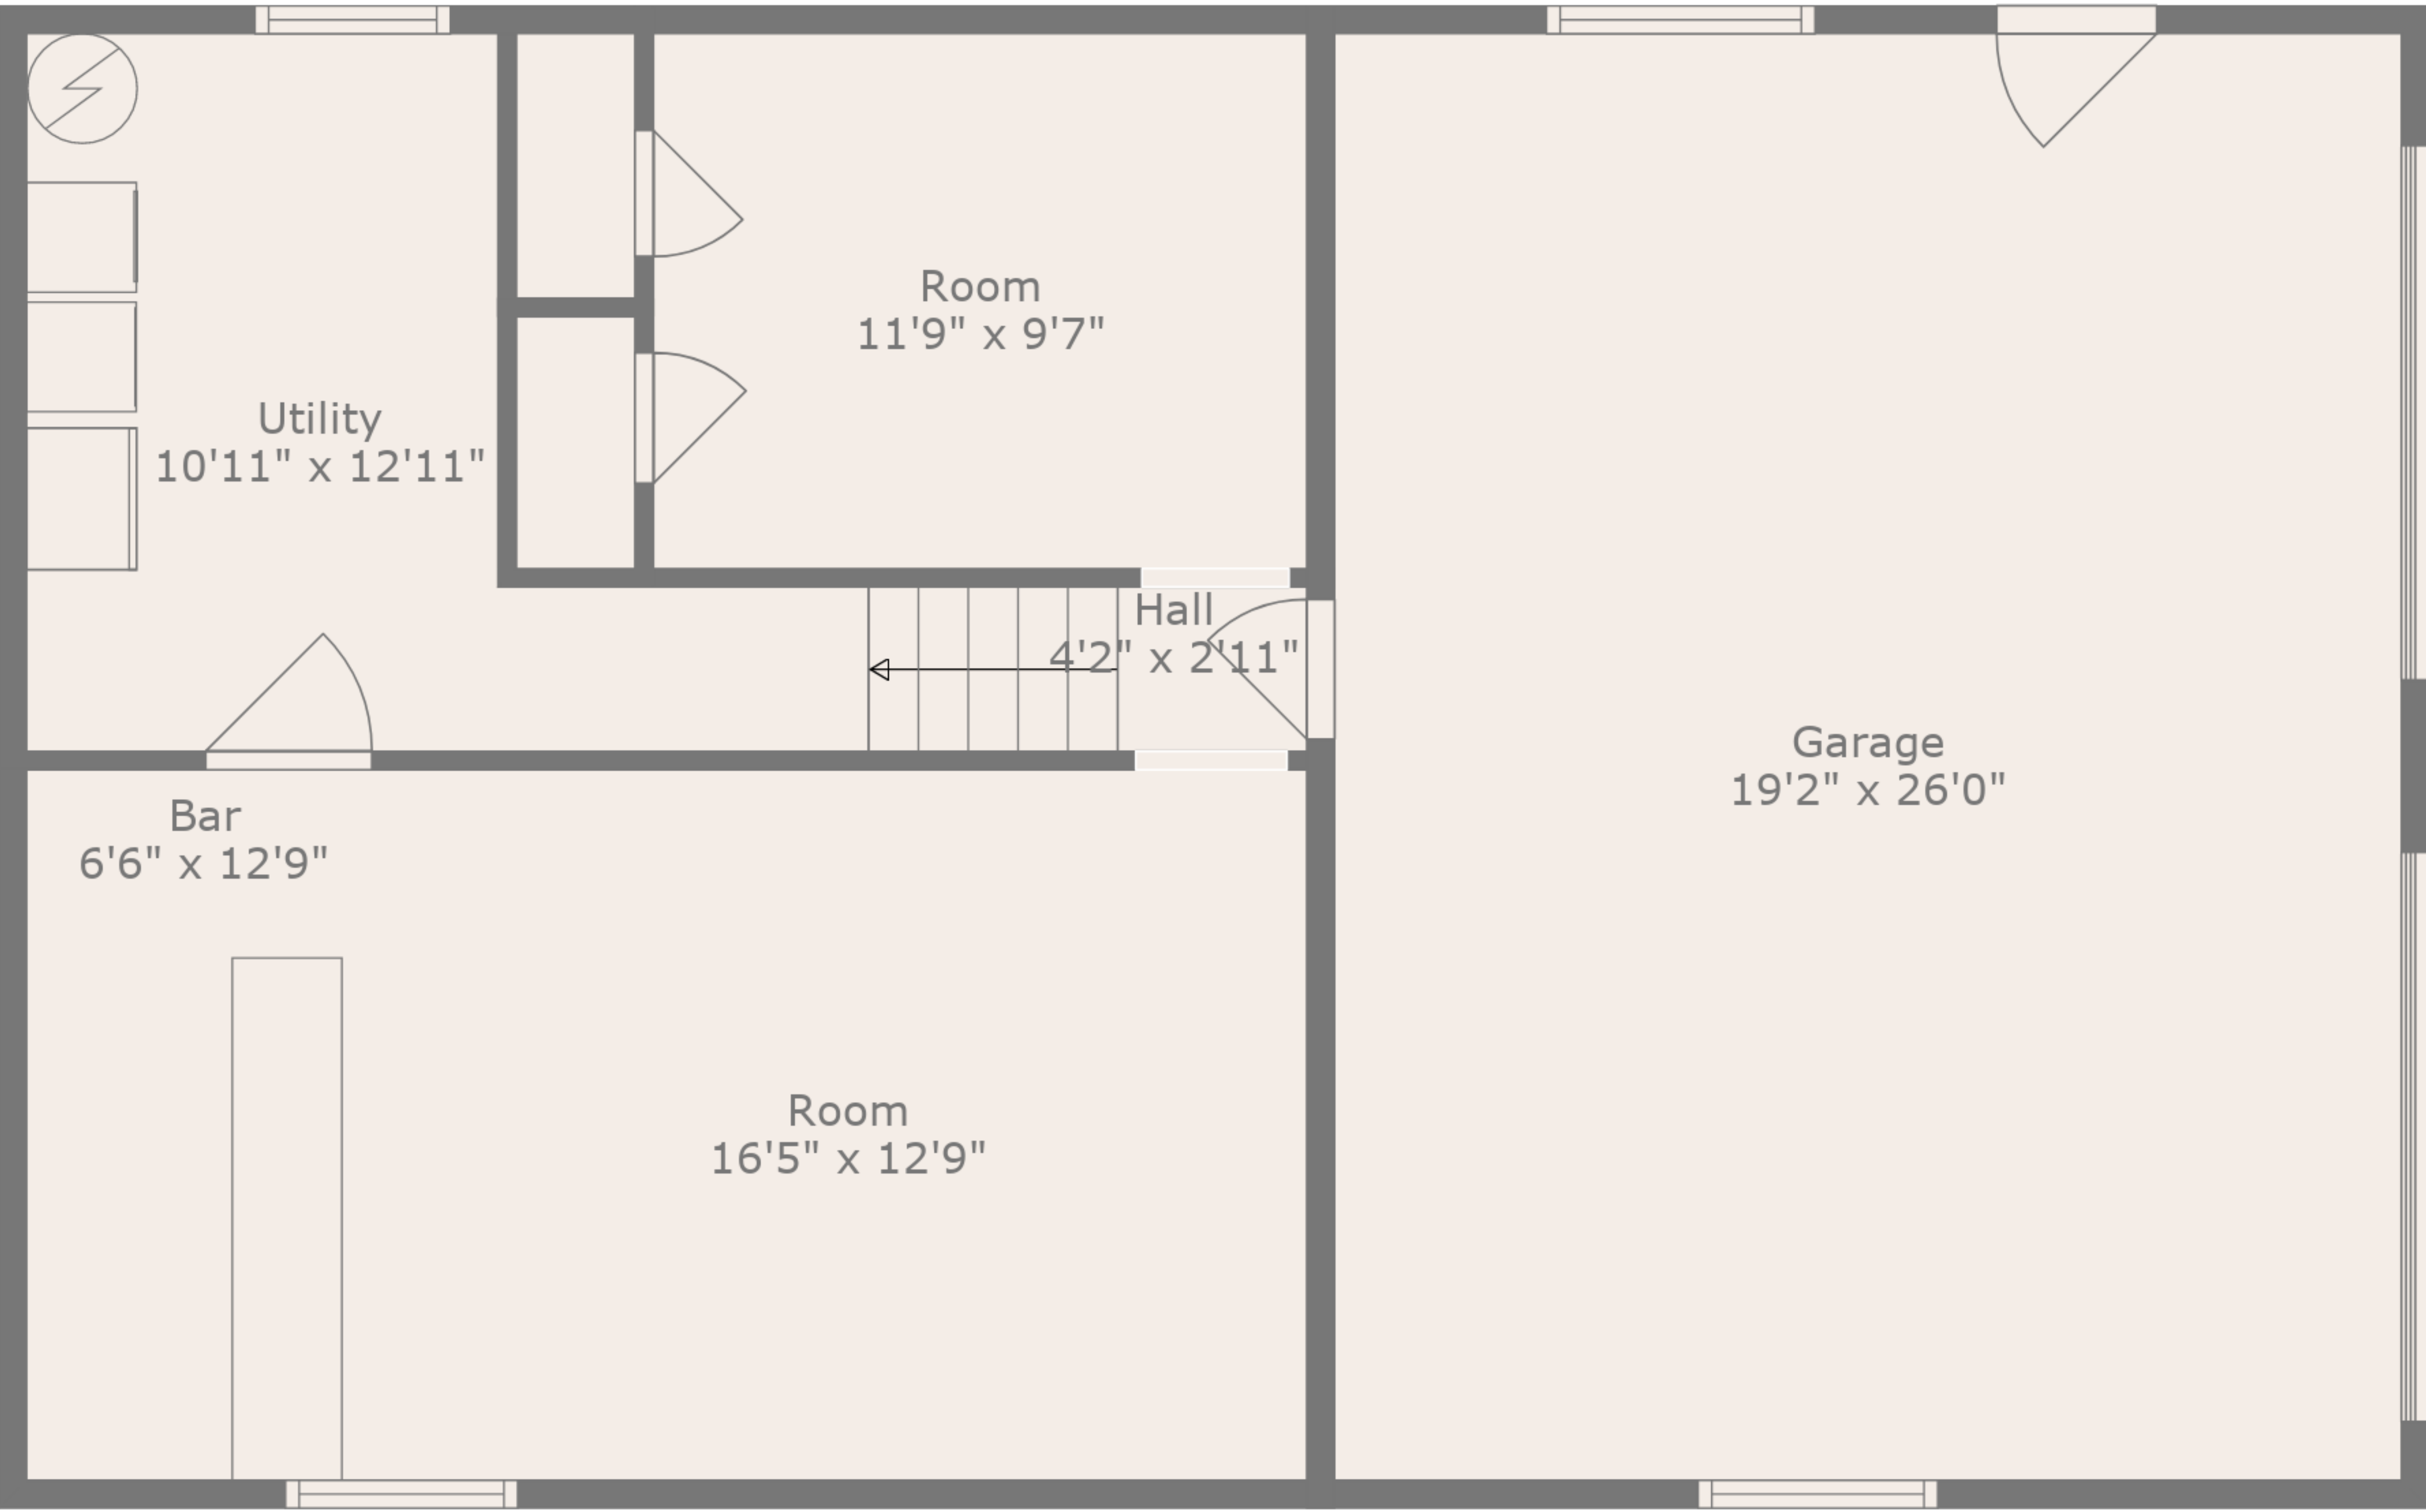 Room
11'9" x 9'7"
Utility
10'11" x 12'11"
Hall
4'2" x 2'11"
Garage
19'2" x 26'0"
Bar
6'6" x 12'9"
Room
16'5" x 12'9"